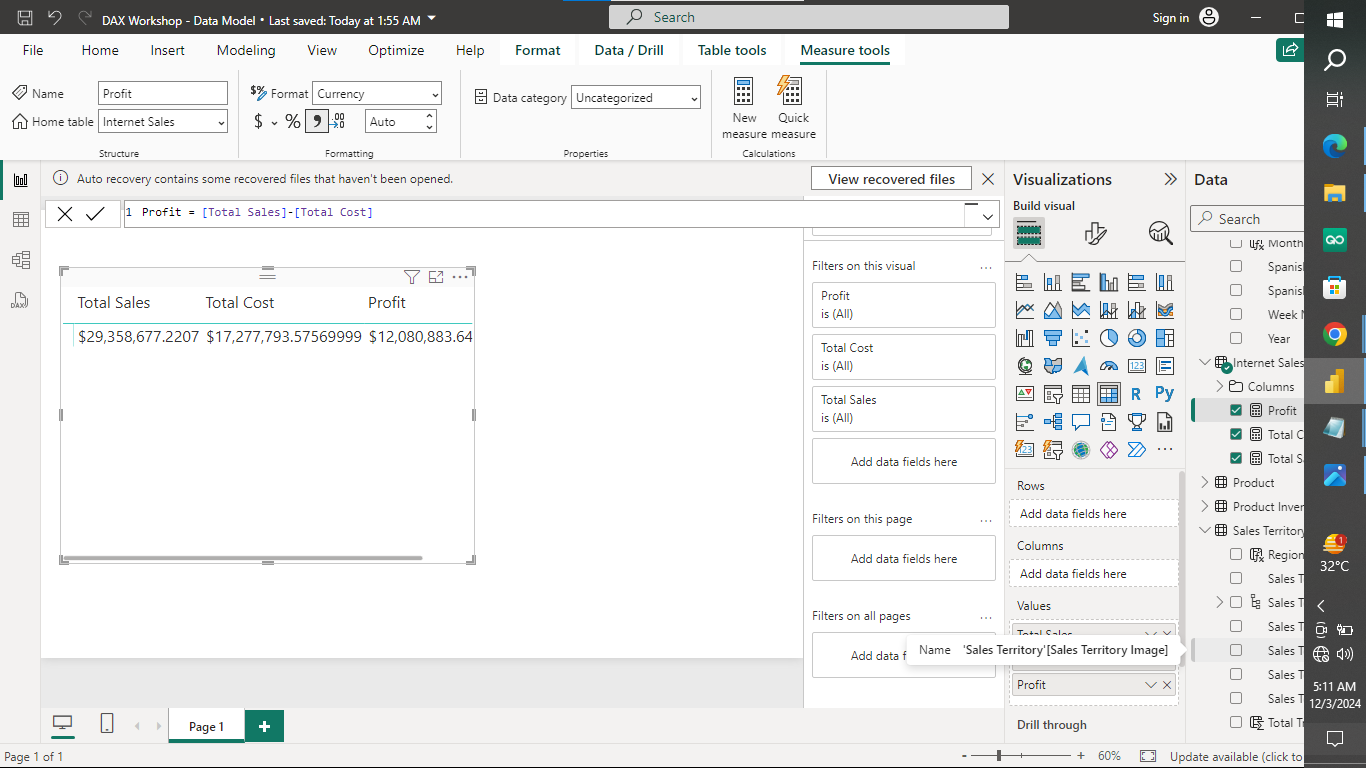 DAX Workshop - Data Model • Last saved: Today at 1:55 AM
Search
Sign in
File Home Insert Modeling View Optimize Help Format Data / Drill Table tools Measure tools
Name Profit
Home table Internet Sales
Structure
Format Currency
$ % Auto
Formatting
Data category Uncategorized
Properties
New measure
Quick measure
Calculations
Auto recovery contains some recovered files that haven't been opened.
View recovered files
1 Profit = [Total Sales]-[Total Cost]
Total Sales Total Cost Profit
$29,358,677.2207 $17,277,793.57569999 $12,080,883.64
Filters on this visual
Profit
is (All)
Total Cost
is (All)
Total Sales
is (All)
Add data fields here
Filters on this page
Add data fields here
Filters on all pages
Add data f
Visualizations
Build visual
123
R
Py
123
Rows
Add data fields here
Columns
Add data fields here
Values
Total Sales
Profit
Drill through
Name 'Sales Territory'[Sales Territory Image]
Data
Search
Month
Spanish
Spanish
Week N
Year
Internet Sales
Columns
Profit
Total C
Total S
Product
Product Inver
Sales Territory
Region
Sales T
Sales T
Sales T
Sales T
Sales T
Sales T
Total Tr
Page 1
Page 1 of 1
- + 60%
Update available (click to
1
32°C
5:11 AM
12/3/2024